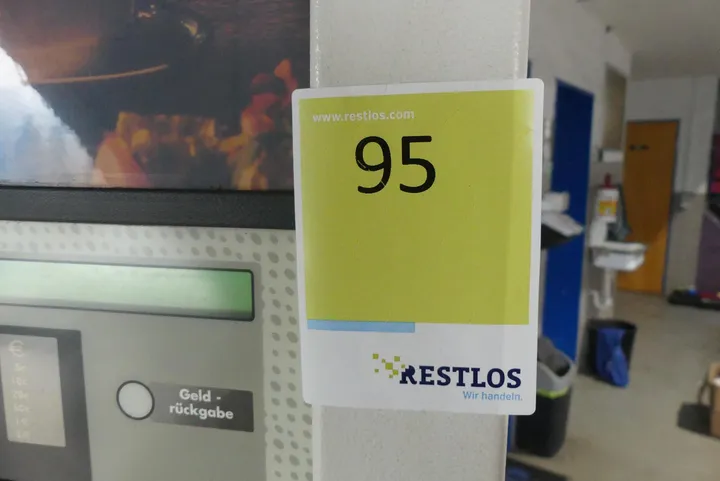 www.restlos.com
95
RESTLOS
Wir handeln.
Geld -
rückgabe